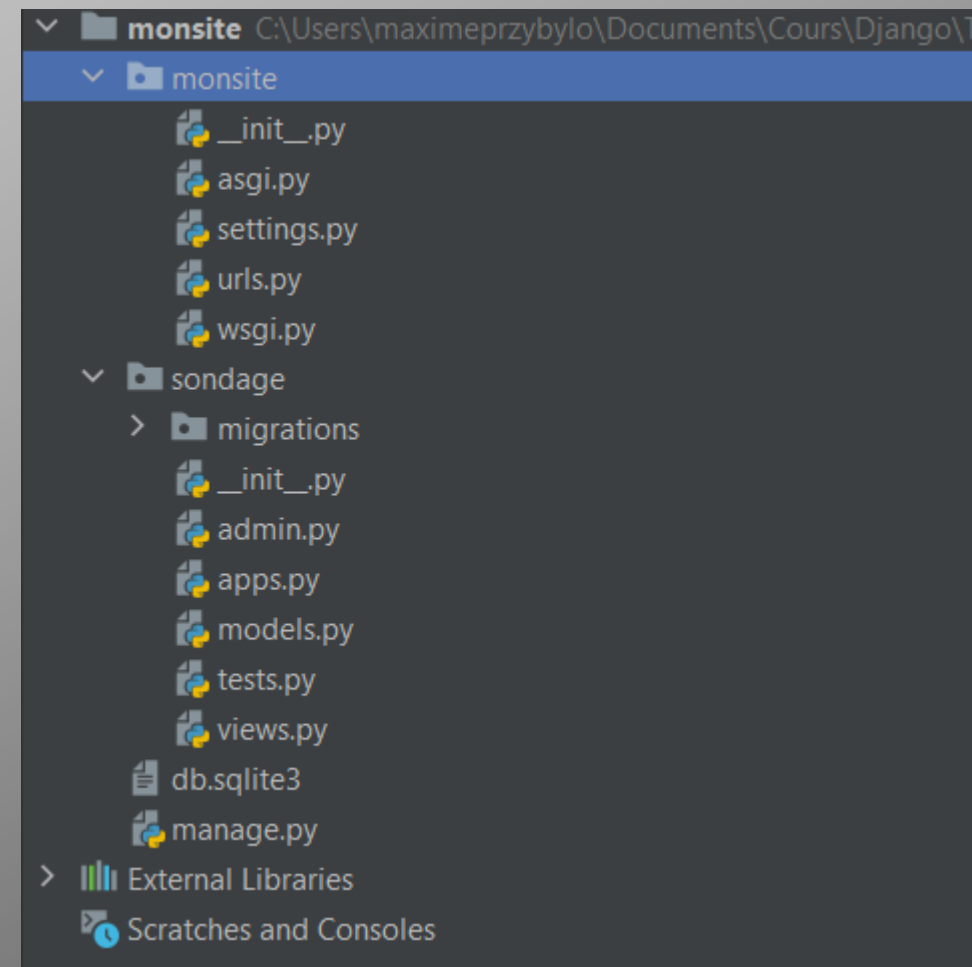 monsite C:\Users\maximeprzybylo\Documents\Cours\Django\
monsite
__init__.py
asgi.py
settings.py
urls.py
wsgi.py
sondage
migrations
__init__.py
admin.py
apps.py
models.py
tests.py
views.py
db.sqlite3
manage.py
External Libraries
Scratches and Consoles